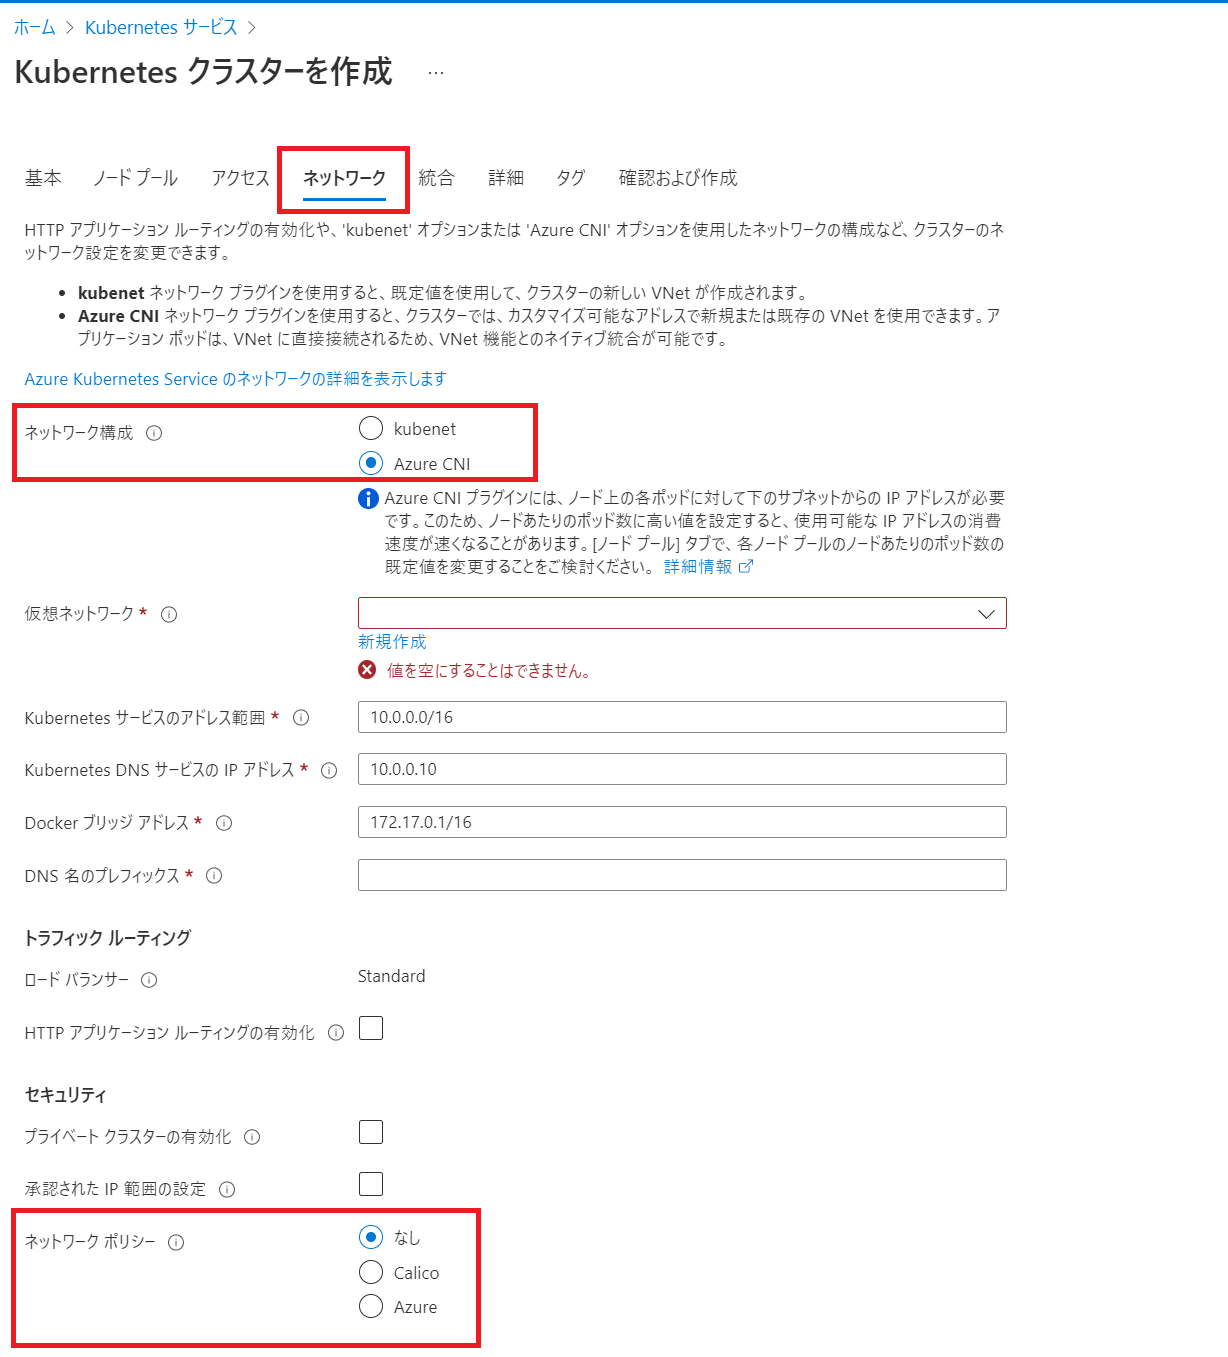 ホーム > Kubernetes サービス >
Kubernetes クラスターを作成 …
基本 ノード プール アクセス ネットワーク 統合 詳細 タグ 確認および作成
HTTP アプリケーション ルーティングの有効化や、'kubenet' オプションまたは 'Azure CNI' オプションを使用したネットワークの構成など、クラスターのネ
ットワーク設定を変更できます。
• kubenet ネットワーク プラグインを使用すると、既定値を使用して、クラスターの新しい VNet が作成されます。
• Azure CNI ネットワーク プラグインを使用すると、クラスターでは、カスタマイズ可能なアドレスで新規または既存の VNet を使用できます。ア
プリケーション ポッドは、VNet に直接接続されるため、VNet 機能とのネイティブ統合が可能です。
Azure Kubernetes Service のネットワークの詳細を表示します
ネットワーク構成
kubenet
Azure CNI
Azure CNI プラグインには、ノード上の各ポッドに対して下のサブネットからの IP アドレスが必要
です。このため、ノードあたりのポッド数に高い値を設定すると、使用可能な IP アドレスの消費
速度が速くなることがあります。[ノード プール] タブで、各ノード プールのノードあたりのポッド数の
既定値を変更することをご検討ください。 詳細情報
仮想ネットワーク *
新規作成
値を空にすることはできません。
Kubernetes サービスのアドレス範囲 * 10.0.0.0/16
Kubernetes DNS サービスの IP アドレス * 10.0.0.10
Docker ブリッジ アドレス * 172.17.0.1/16
DNS 名のプレフィックス *
トラフィック ルーティング
ロード バランサー Standard
HTTP アプリケーション ルーティングの有効化
セキュリティ
プライベート クラスターの有効化
承認された IP 範囲の設定
ネットワーク ポリシー
なし
Calico
Azure